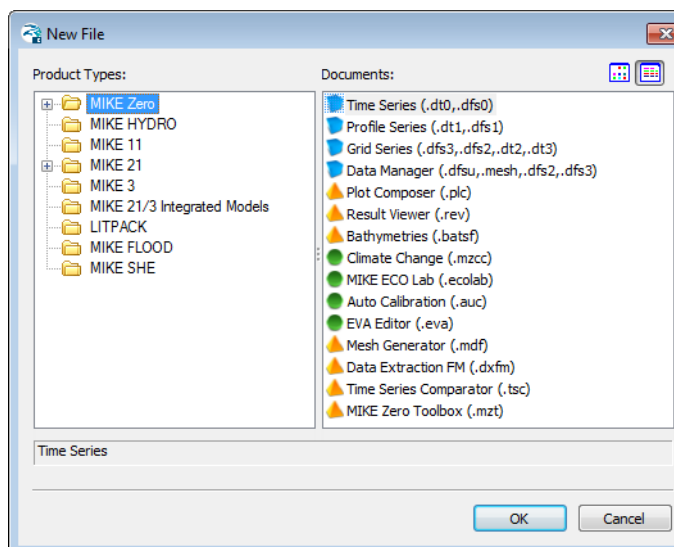 New File
Product Types:
Documents:
MIKE Zero
MIKE HYDRO
MIKE 11
MIKE 21
MIKE 3
MIKE 21/3 Integrated Models
LITPACK
MIKE FLOOD
MIKE SHE
Time Series (.dt0,.dfs0)
Profile Series (.dt1,.dfs1)
Grid Series (.dfs3,.dfs2,.dt2,.dt3)
Data Manager (.dfsu,.mesh,.dfs2,.dfs3)
Plot Composer (.plc)
Result Viewer (.rev)
Bathymetries (.batsf)
Climate Change (.mzcc)
MIKE ECO Lab (.ecolab)
Auto Calibration (.auc)
EVA Editor (.eva)
Mesh Generator (.mdf)
Data Extraction FM (.dxfm)
Time Series Comparator (.tsc)
MIKE Zero Toolbox (.mzt)
Time Series
OK
Cancel